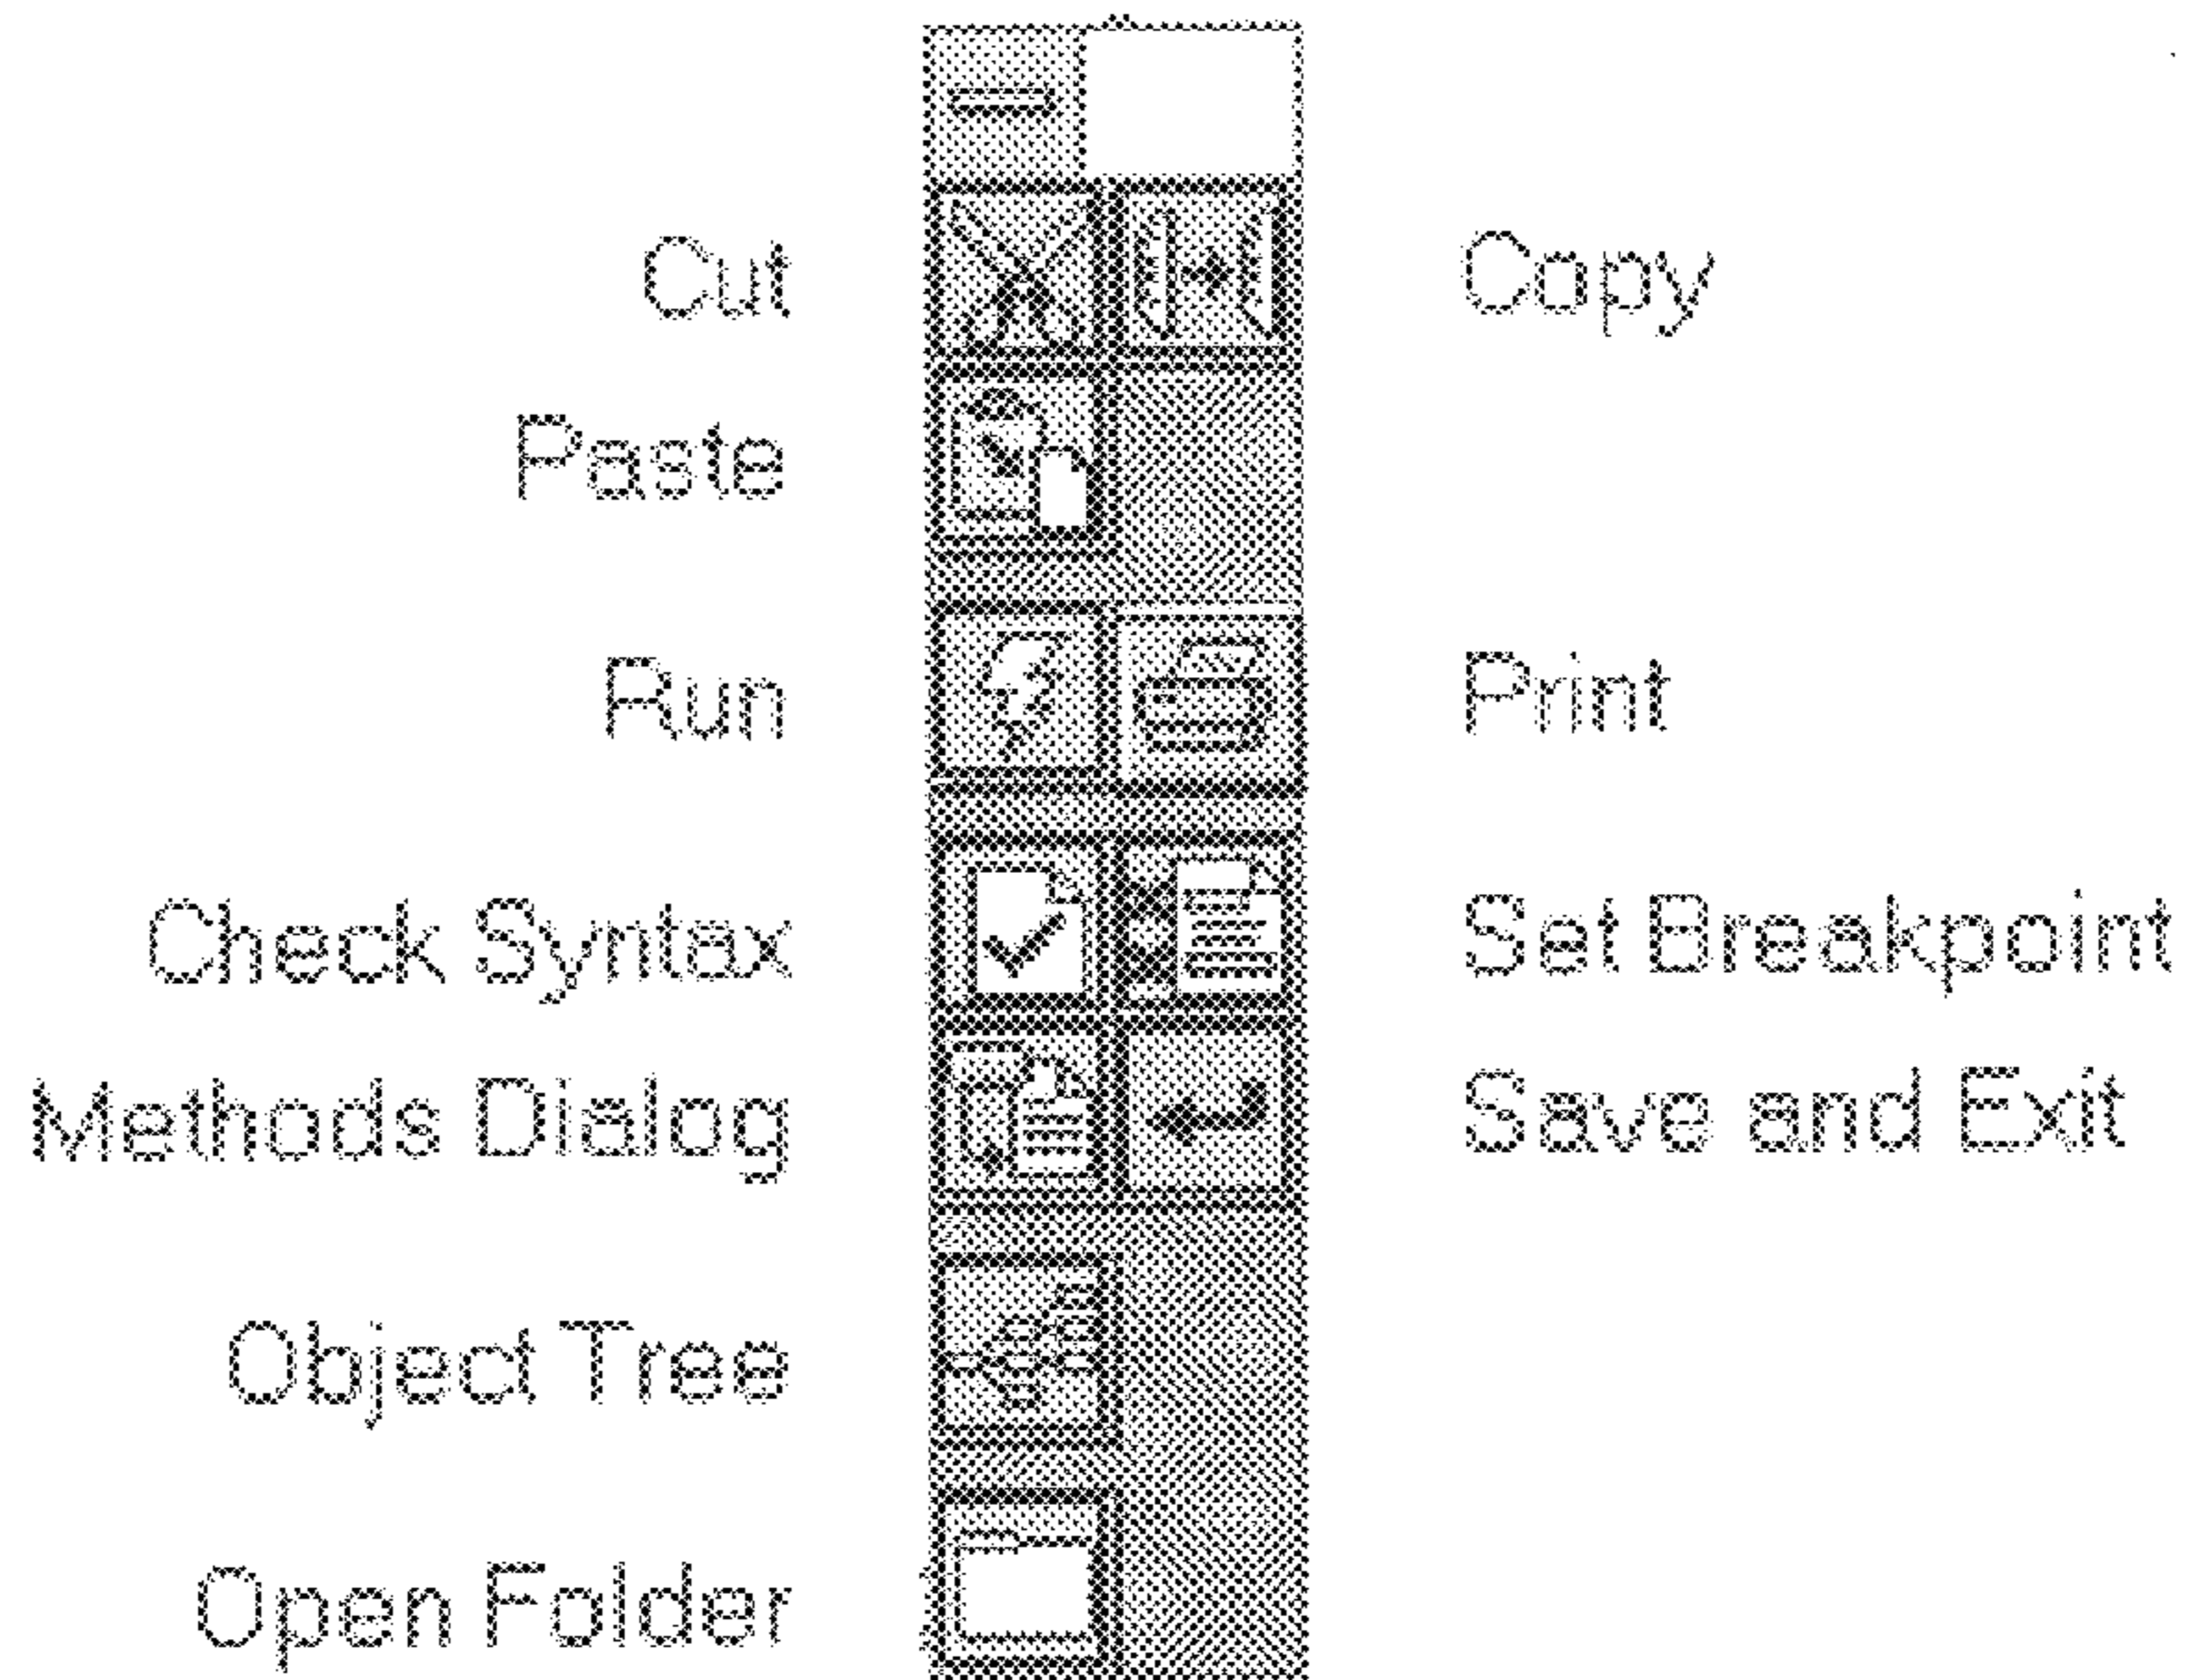 Cut Copy
Paste
Run Print
Check Syntax Set Breakpoint
Methods Dialog Save and Exit
Object Tree
Open Folder